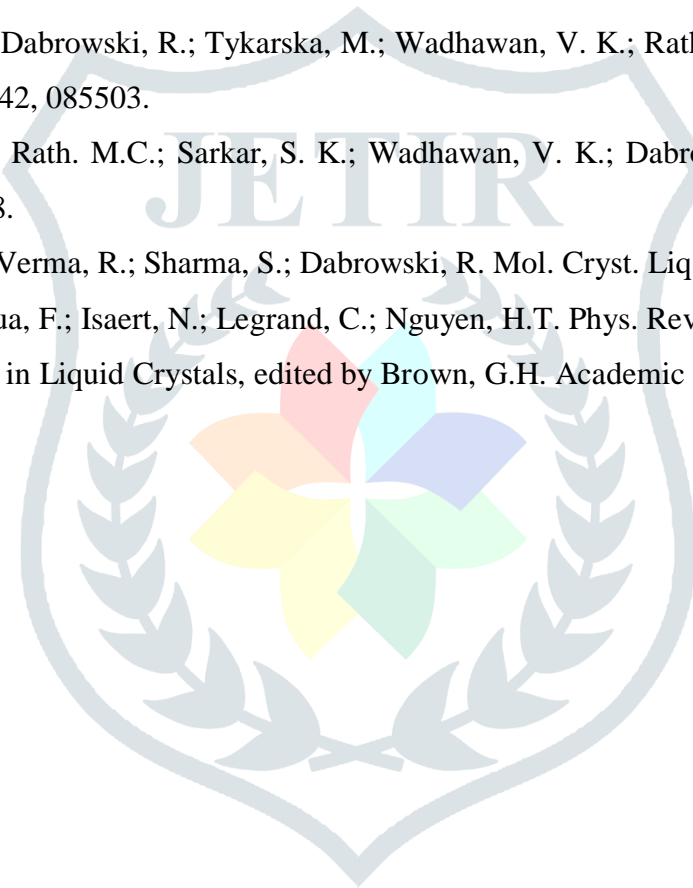 Dabrowski, R.; Tykarska, M.; Wadhawan, V. K.; Rath
42, 085503.
JETIR
Rath. M.C.; Sarkar, S. K.; Wadhawan, V. K.; Dabro
8.
Verma, R.; Sharma, S.; Dabrowski, R. Mol. Cryst. Liq
ua, F.; Isaert, N.; Legrand, C.; Nguyen, H.T. Phys. Rev
in Liquid Crystals, edited by Brown, G.H. Academic